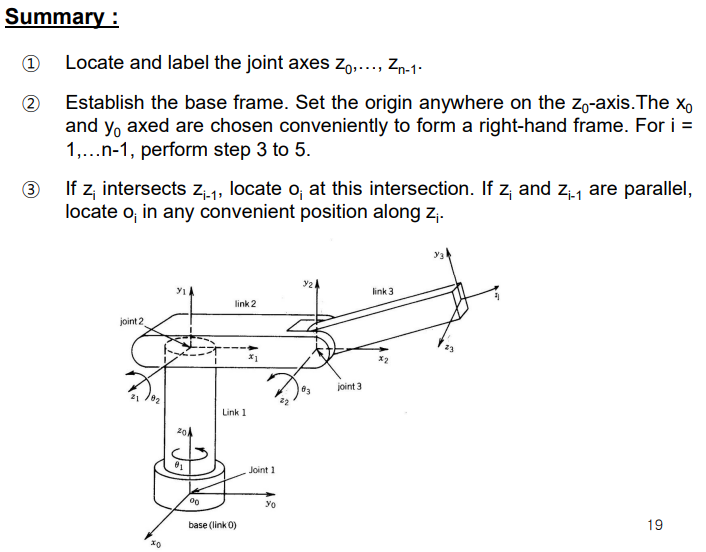 Summary :
① Locate and label the joint axes z₀,…, zₙ₋₁.
② Establish the base frame. Set the origin anywhere on the z₀-axis.The x₀
and y₀ axed are chosen conveniently to form a right-hand frame. For i =
1,…n-1, perform step 3 to 5.
③ If zᵢ intersects zᵢ₋₁, locate oᵢ at this intersection. If zᵢ and zᵢ₋₁ are parallel,
locate oᵢ in any convenient position along zᵢ.
y₃
y₁
y₂
link 3
link 2
joint 2
x₁
x₂
z₃
z₁
θ₂
z₂
θ₃
joint 3
Link 1
z₀
θ₁
Joint 1
o₀
y₀
base (link 0)
x₀
19